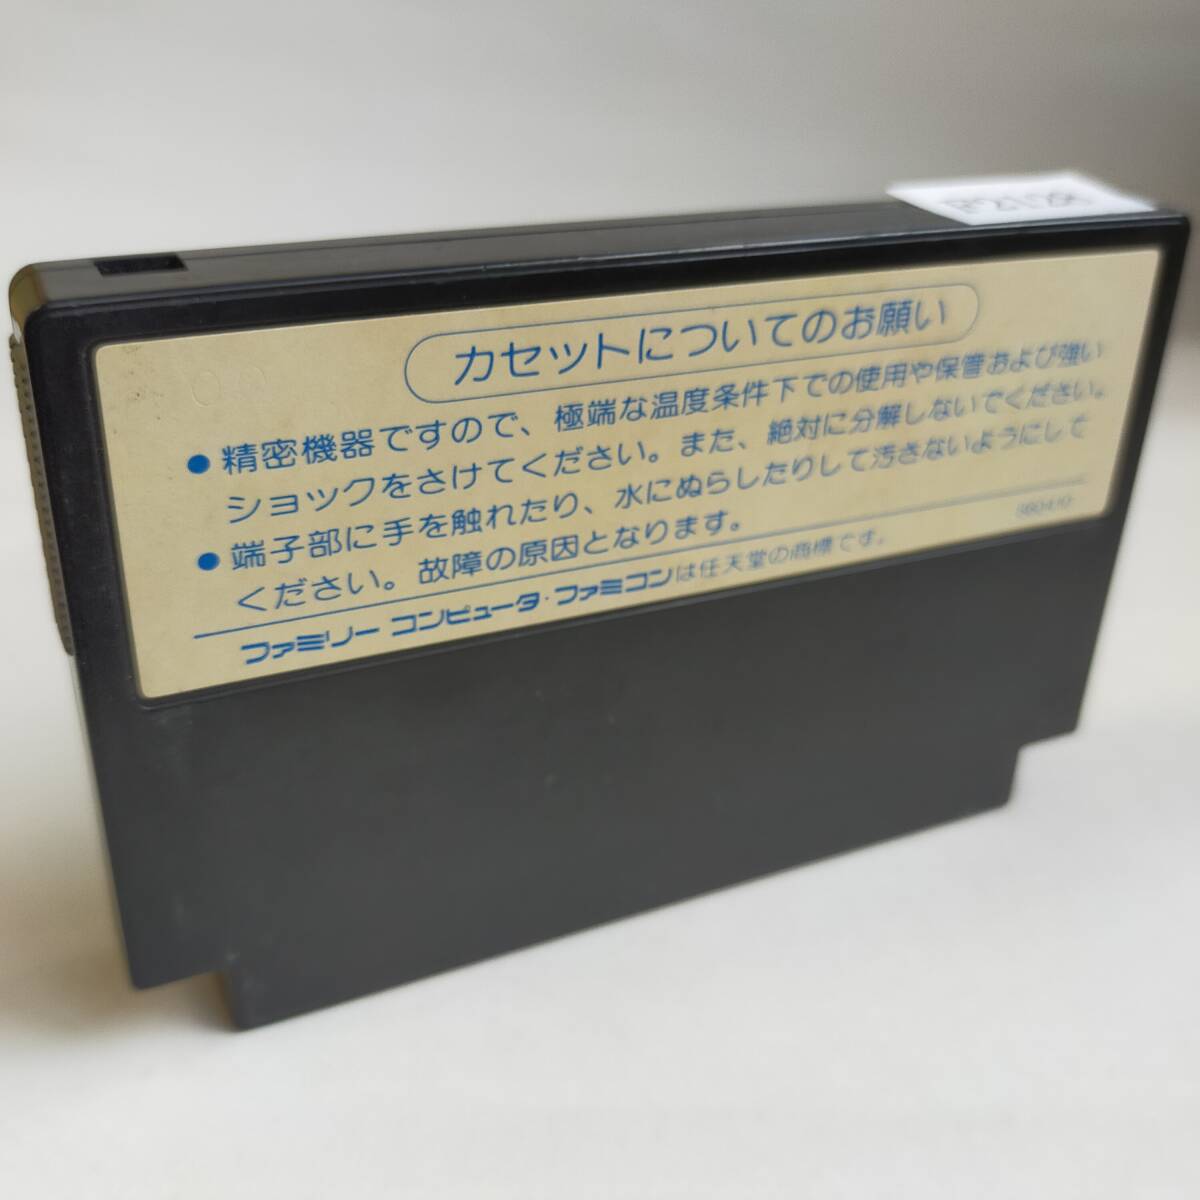 カセットについてのお願い
●精密機器ですので、極端な温度条件下での使用や保管および強い
ショックをさけてください。また、絶対に分解しないでください。
●端子部に手を触れたり、水にぬらしたりして汚さないようにして
ください。故障の原因となります。
ファミリーコンピュータ・ファミコンは任天堂の商標です。